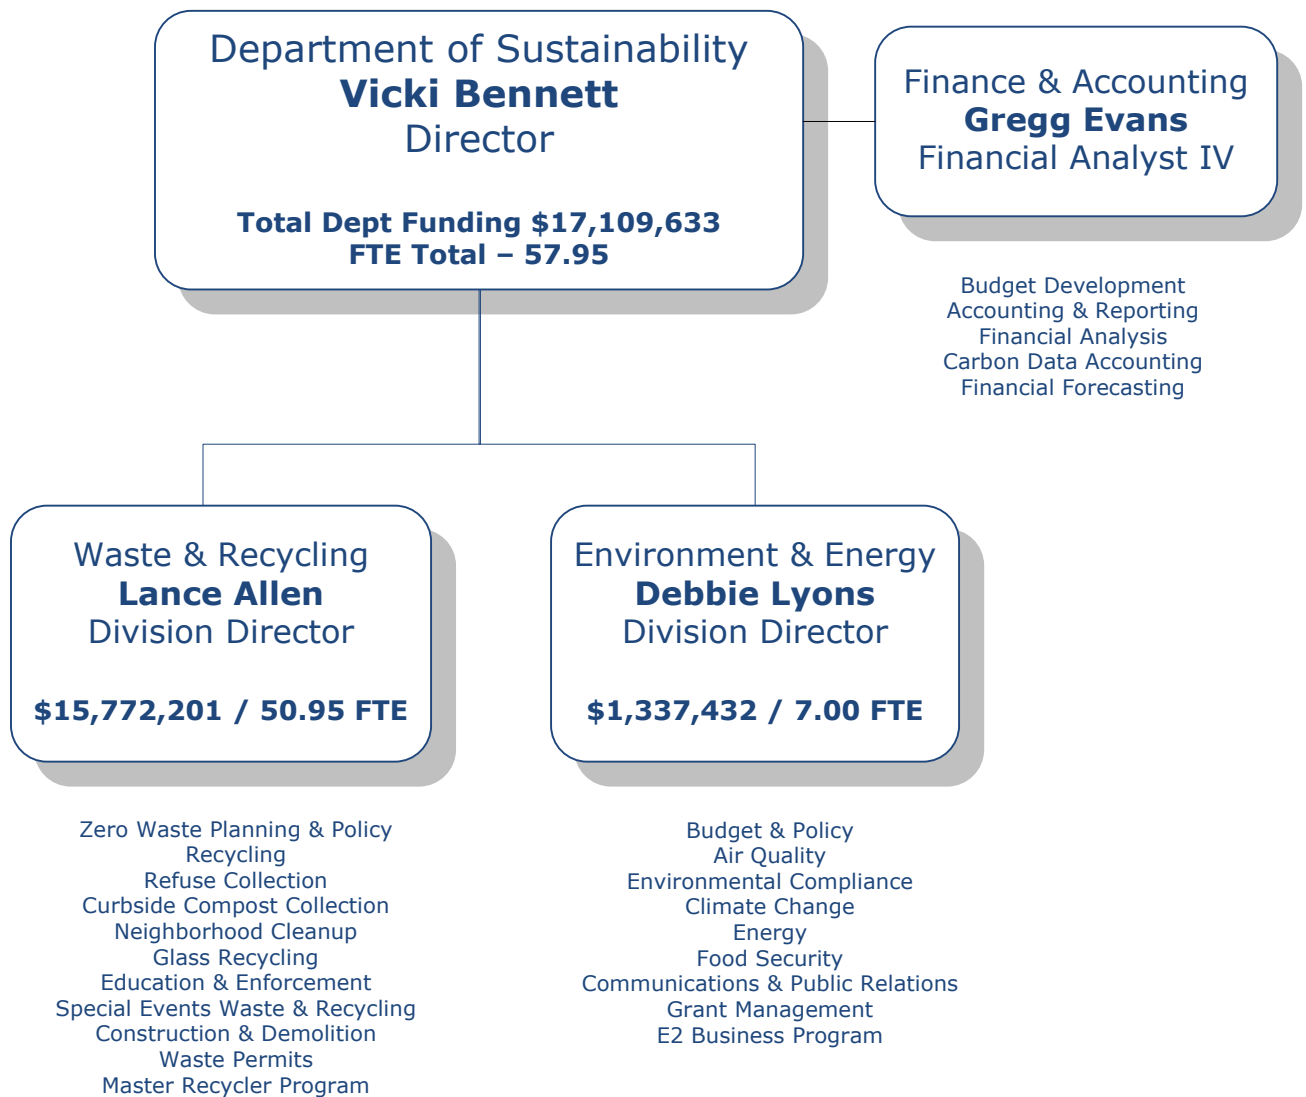 Department of Sustainability
Vicki Bennett
Director
Total Dept Funding $17,109,633
FTE Total – 57.95
Finance & Accounting
Gregg Evans
Financial Analyst IV
Budget Development
Accounting & Reporting
Financial Analysis
Carbon Data Accounting
Financial Forecasting
Waste & Recycling
Lance Allen
Division Director
$15,772,201 / 50.95 FTE
Zero Waste Planning & Policy
Recycling
Refuse Collection
Curbside Compost Collection
Neighborhood Cleanup
Glass Recycling
Education & Enforcement
Special Events Waste & Recycling
Construction & Demolition
Waste Permits
Master Recycler Program
Environment & Energy
Debbie Lyons
Division Director
$1,337,432 / 7.00 FTE
Budget & Policy
Air Quality
Environmental Compliance
Climate Change
Energy
Food Security
Communications & Public Relations
Grant Management
E2 Business Program